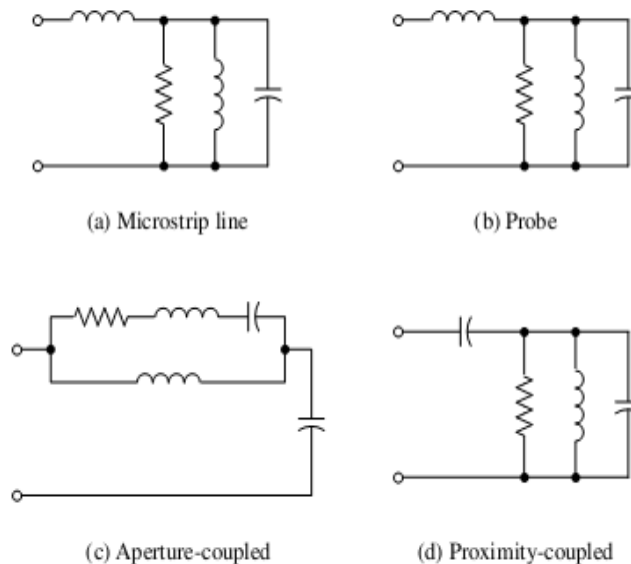 (a) Microstrip line
(b) Probe
(c) Aperture-coupled
(d) Proximity-coupled